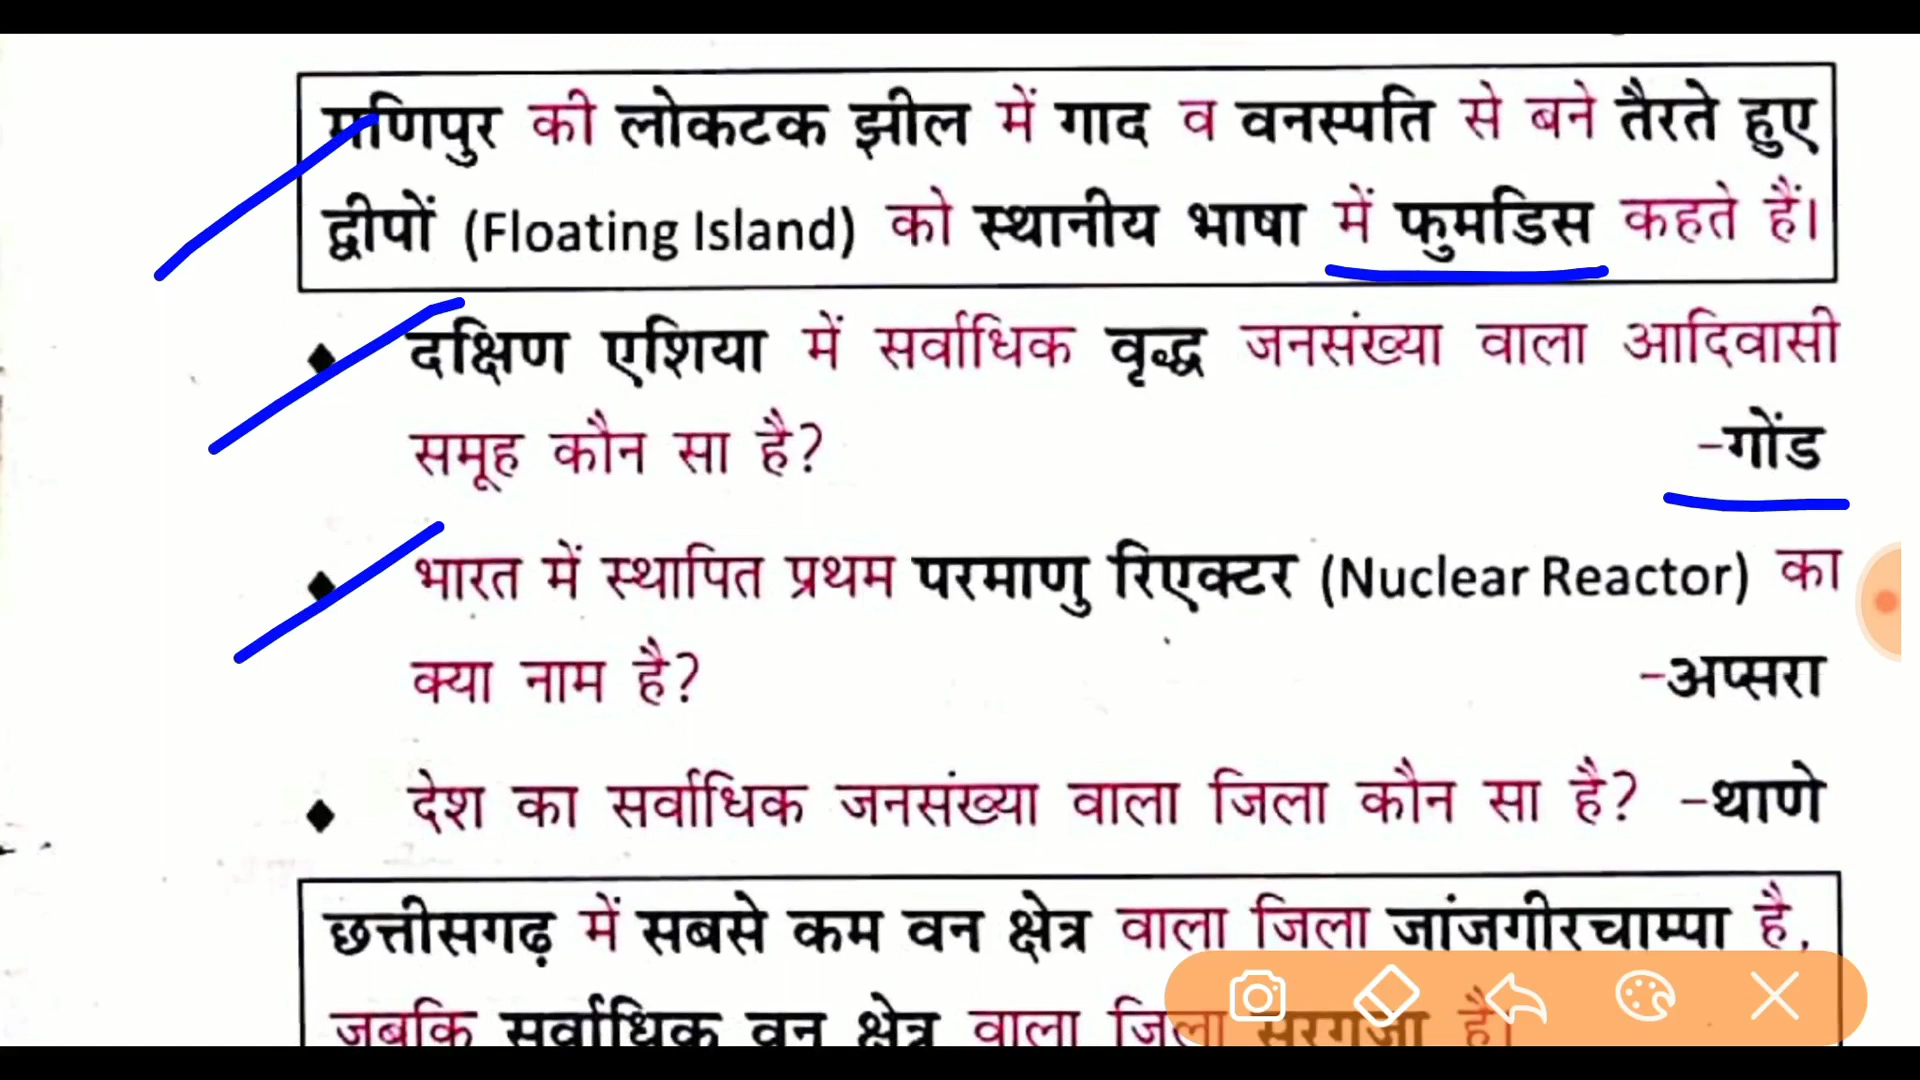 मणिपुर की लोकटक झील में गाद व वनस्पति से बने तैरते हुए
द्वीपों (Floating Island) को स्थानीय भाषा में फुमडिस कहते हैं।
♦ दक्षिण एशिया में सर्वाधिक वृद्ध जनसंख्या वाला आदिवासी
समूह कौन सा है? -गोंड
♦ भारत में स्थापित प्रथम परमाणु रिएक्टर (Nuclear Reactor) का
क्या नाम है? -अप्सरा
♦ देश का सर्वाधिक जनसंख्या वाला जिला कौन सा है? -थाणे
छत्तीसगढ़ में सबसे कम वन क्षेत्र वाला जिला जांजगीरचाम्पा है,
जबकि सर्वाधिक वन क्षेत्र वाला जिला सरगुजा है।